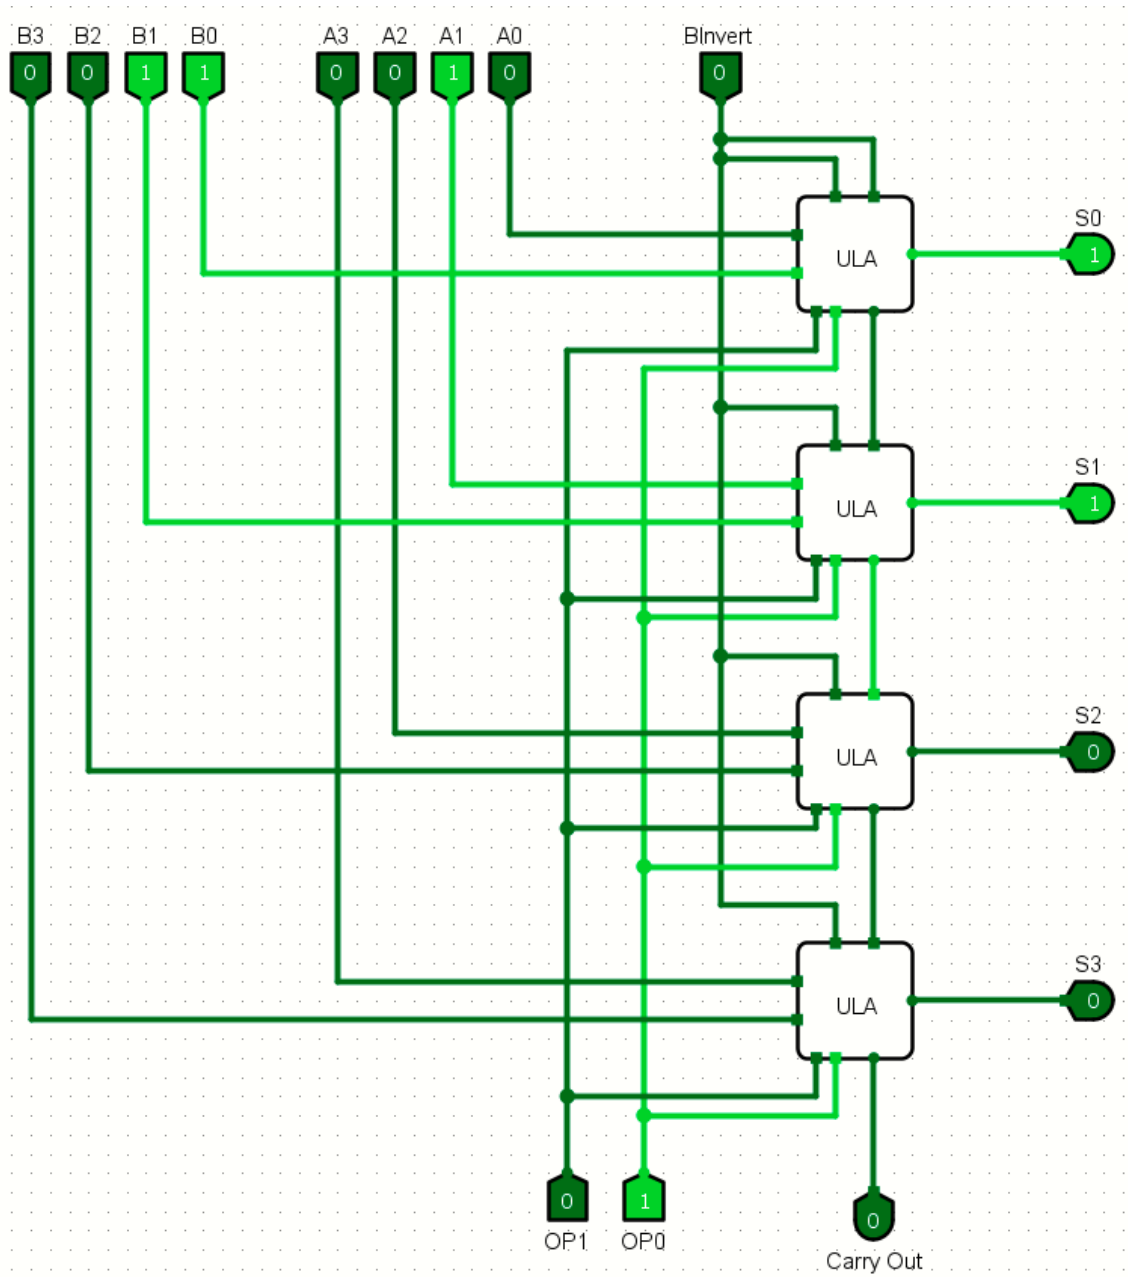 B3 B2 B1 B0 A3 A2 A1 A0 BInvert
0 0 1 1 0 0 1 0 0
S0
ULA 1
S1
ULA 1
S2
ULA 0
S3
ULA 0
0 1 0
OP1 OP0
Carry Out